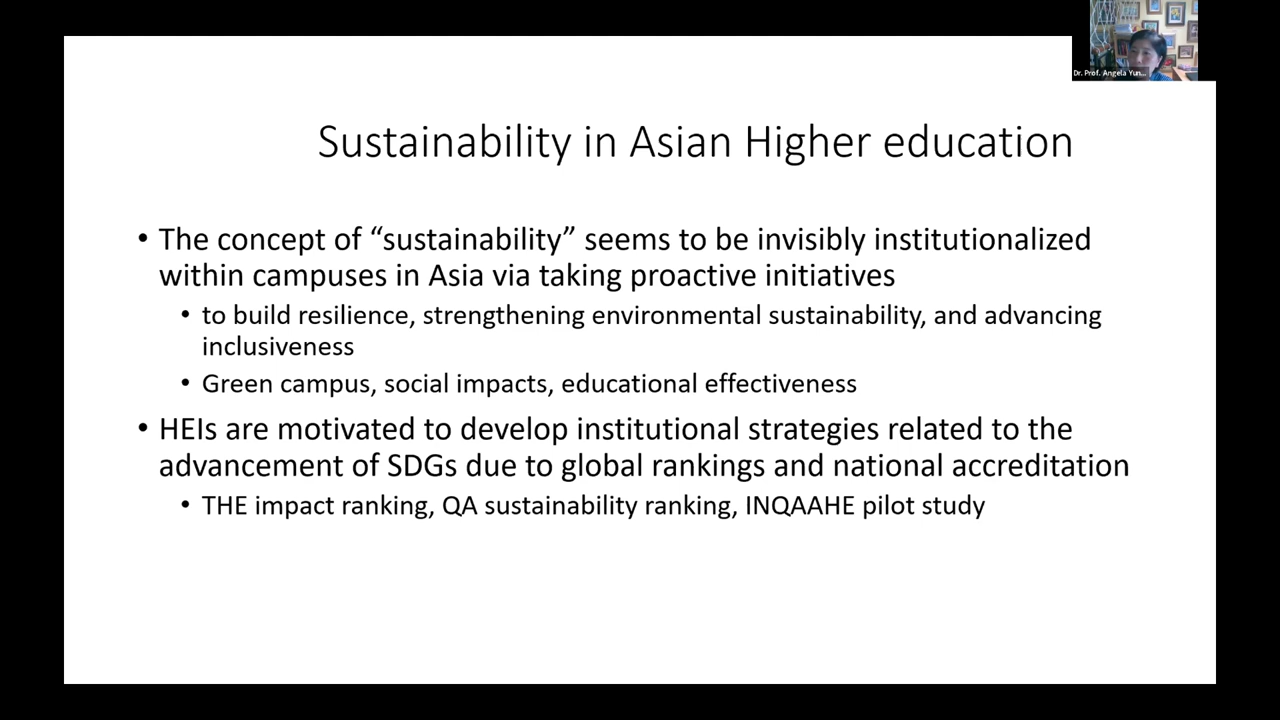 Dr. Prof. Angela Yun...
Sustainability in Asian Higher education
• The concept of “sustainability” seems to be invisibly institutionalized
within campuses in Asia via taking proactive initiatives
• to build resilience, strengthening environmental sustainability, and advancing
inclusiveness
• Green campus, social impacts, educational effectiveness
• HEIs are motivated to develop institutional strategies related to the
advancement of SDGs due to global rankings and national accreditation
• THE impact ranking, QA sustainability ranking, INQAAHE pilot study